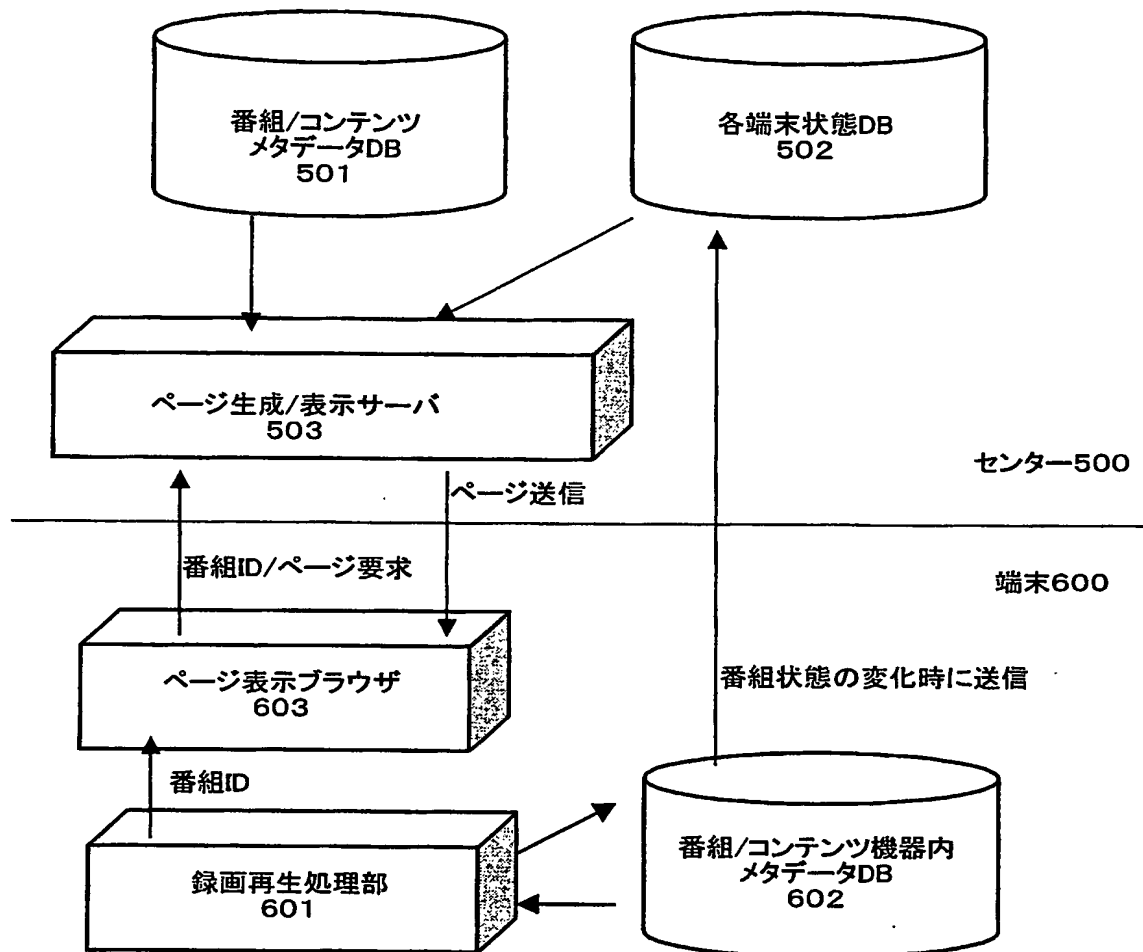 番組/コンテンツ
メタデータDB
501
各端末状態DB
502
ページ生成/表示サーバ
503
センター500
ページ送信
番組ID/ページ要求
端末600
ページ表示ブラウザ
603
番組状態の変化時に送信
番組ID
録画再生処理部
601
番組/コンテンツ機器内
メタデータDB
602